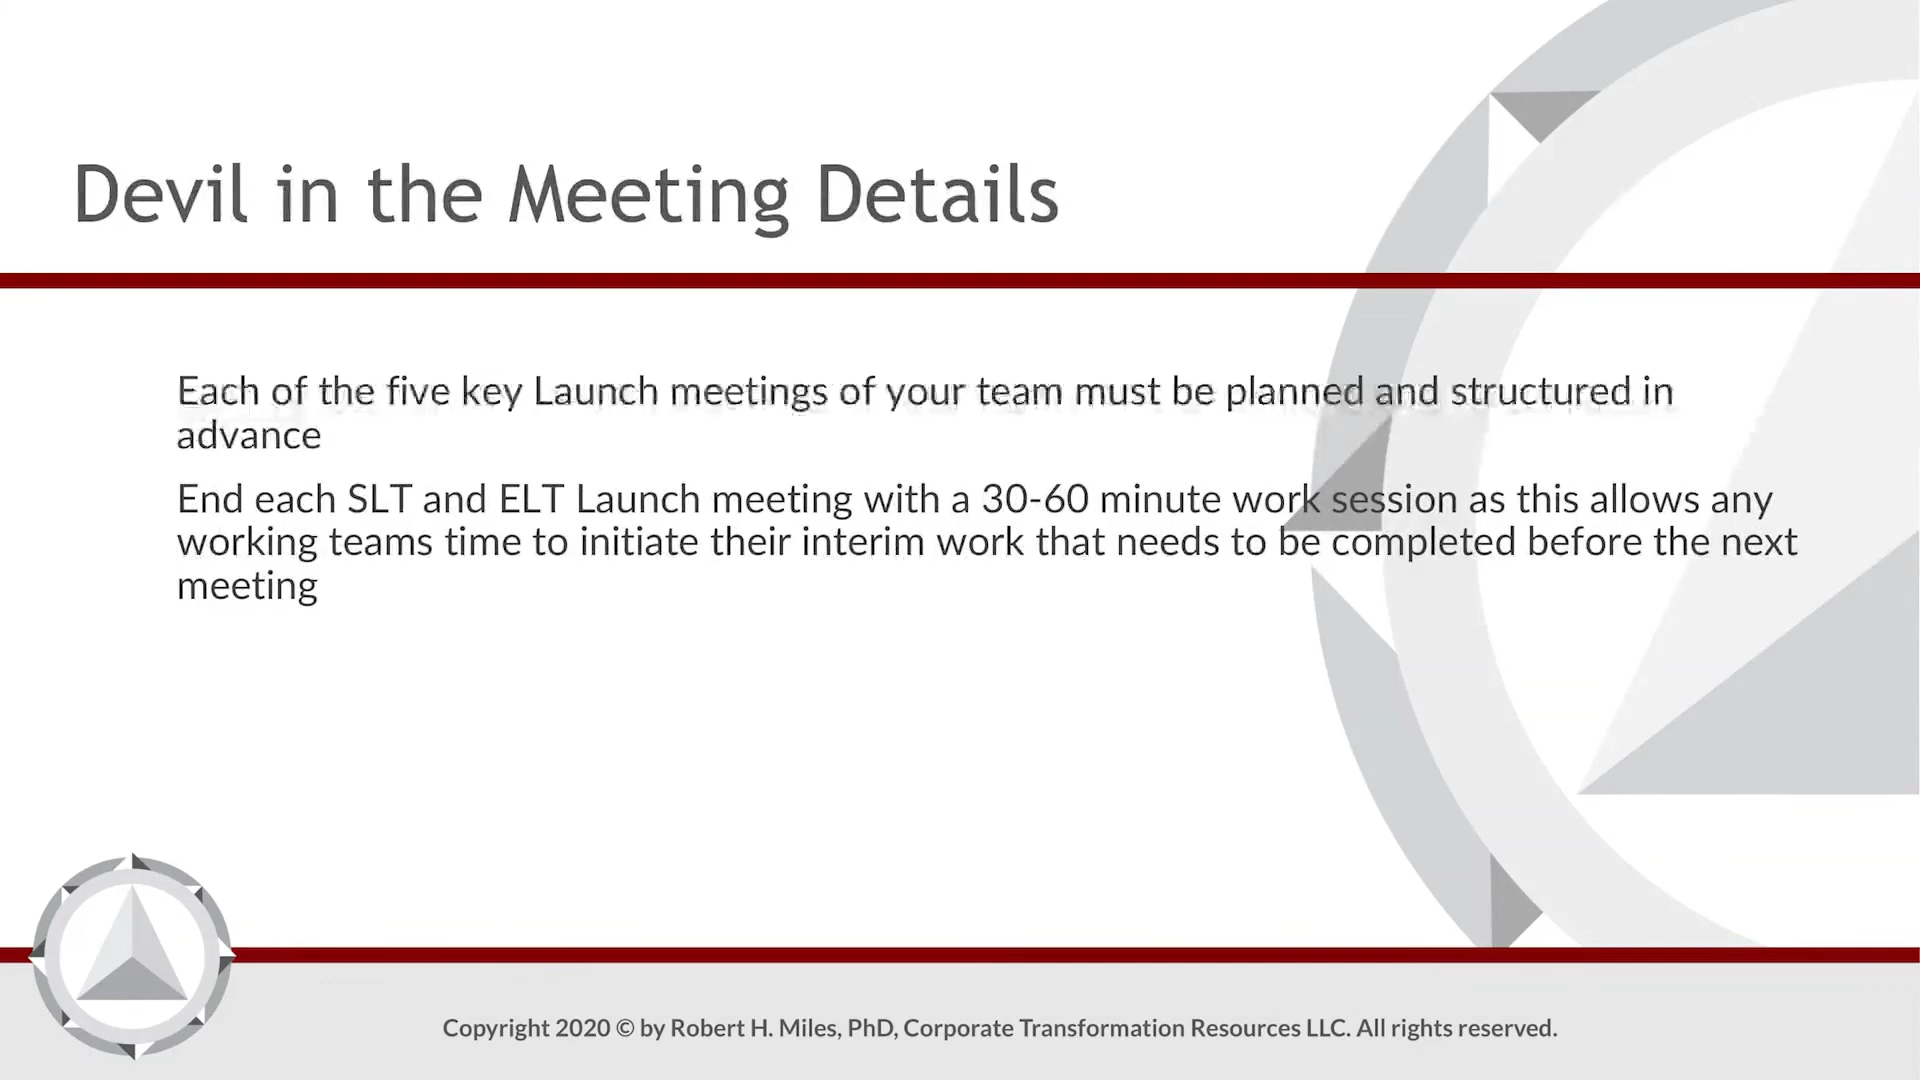 Devil in the Meeting Details
Each of the five key Launch meetings of your team must be planned and structured in
advance
End each SLT and ELT Launch meeting with a 30-60 minute work session as this allows any
working teams time to initiate their interim work that needs to be completed before the next
meeting
Copyright 2020 © by Robert H. Miles, PhD, Corporate Transformation Resources LLC. All rights reserved.